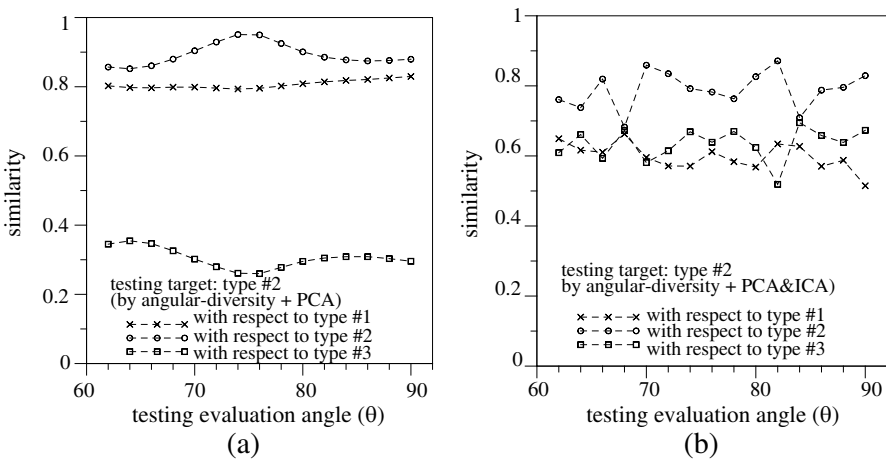 1
0.8
0.6
0.4
0.2
0
similarity
testing target: type #2
(by angular-diversity + PCA)
with respect to type #1
with respect to type #2
with respect to type #3
60 70 80 90
testing evaluation angle (θ)
(a)
1
0.8
0.6
0.4
0.2
0
similarity
testing target: type #2
by angular-diversity + PCA&ICA)
with respect to type #1
with respect to type #2
with respect to type #3
60 70 80 90
testing evaluation angle (θ)
(b)